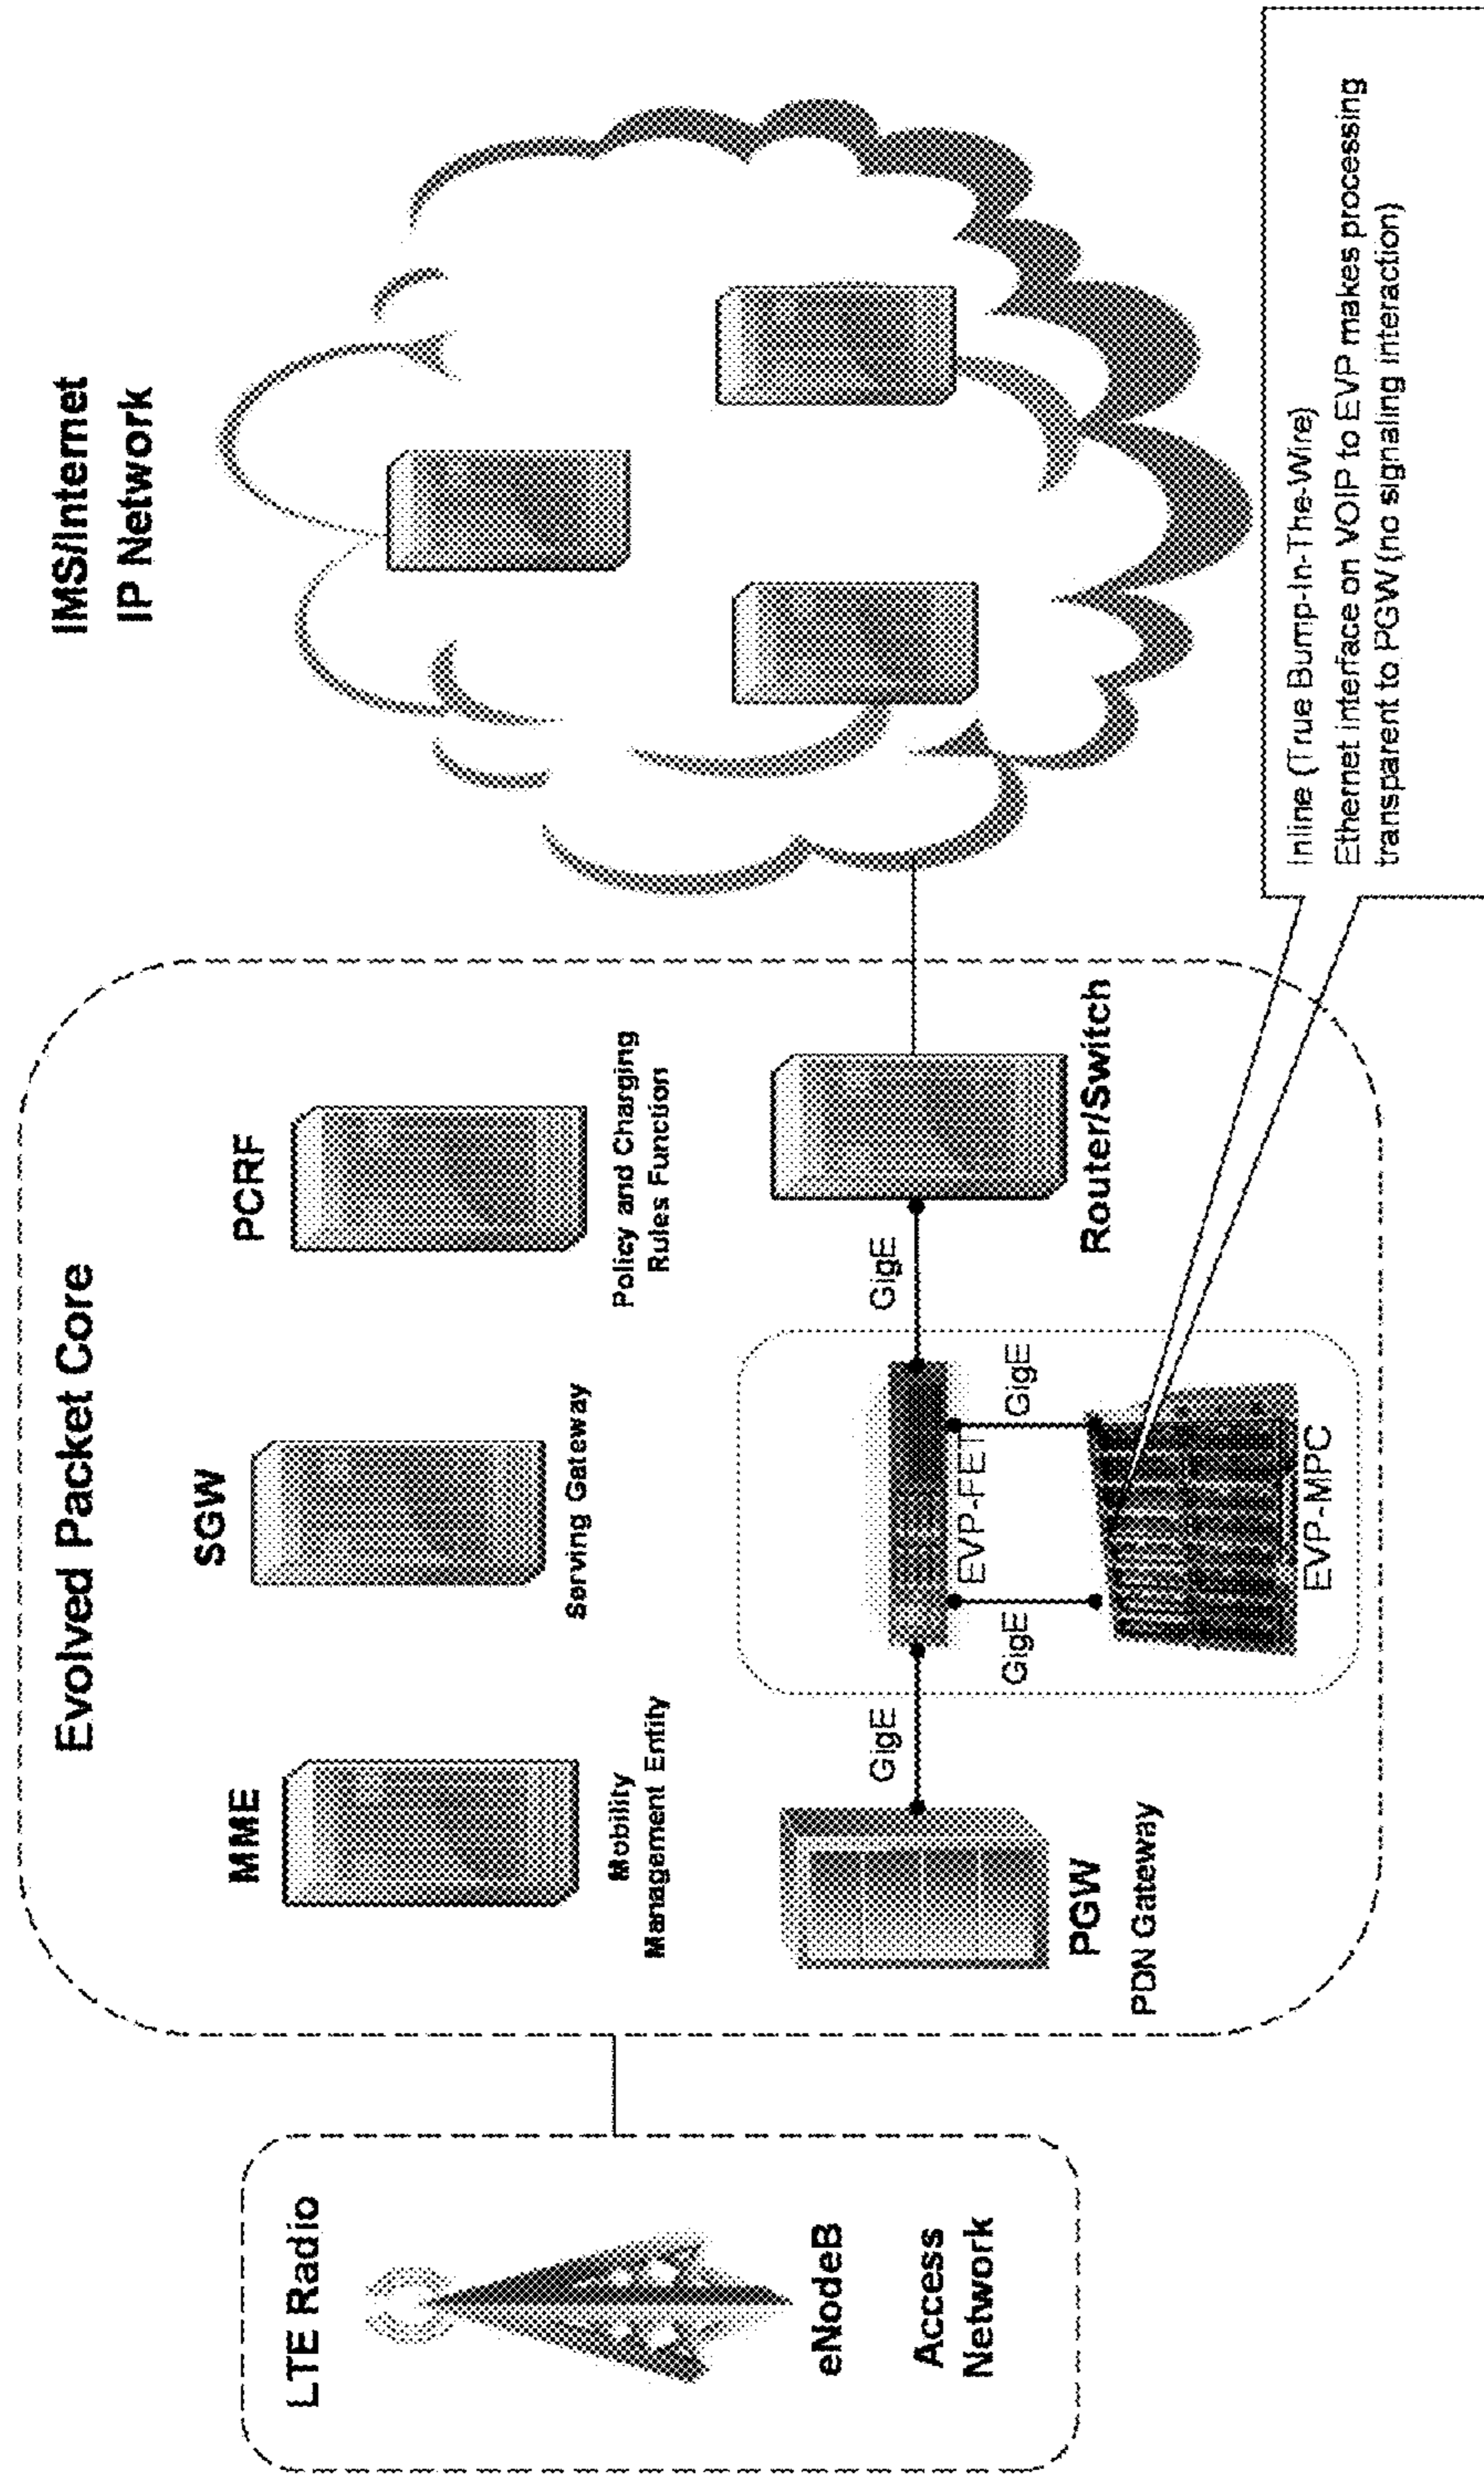 IMS/Internet
IP Network
Evolved Packet Core
LTE Radio
eNodeB
Access
Network
MME
Mobility
Management Entity
SGW
Serving Gateway
PCRF
Policy and Charging
Rules Function
PGW
PDN Gateway
GigE
EVP-FET
GigE
GigE
EVP-MPC
GigE
Router/Switch
Inline (True Bump-In-The-Wire)
Ethernet interface on VOIP to EVP makes processing
transparent to PGW (no signaling interaction)